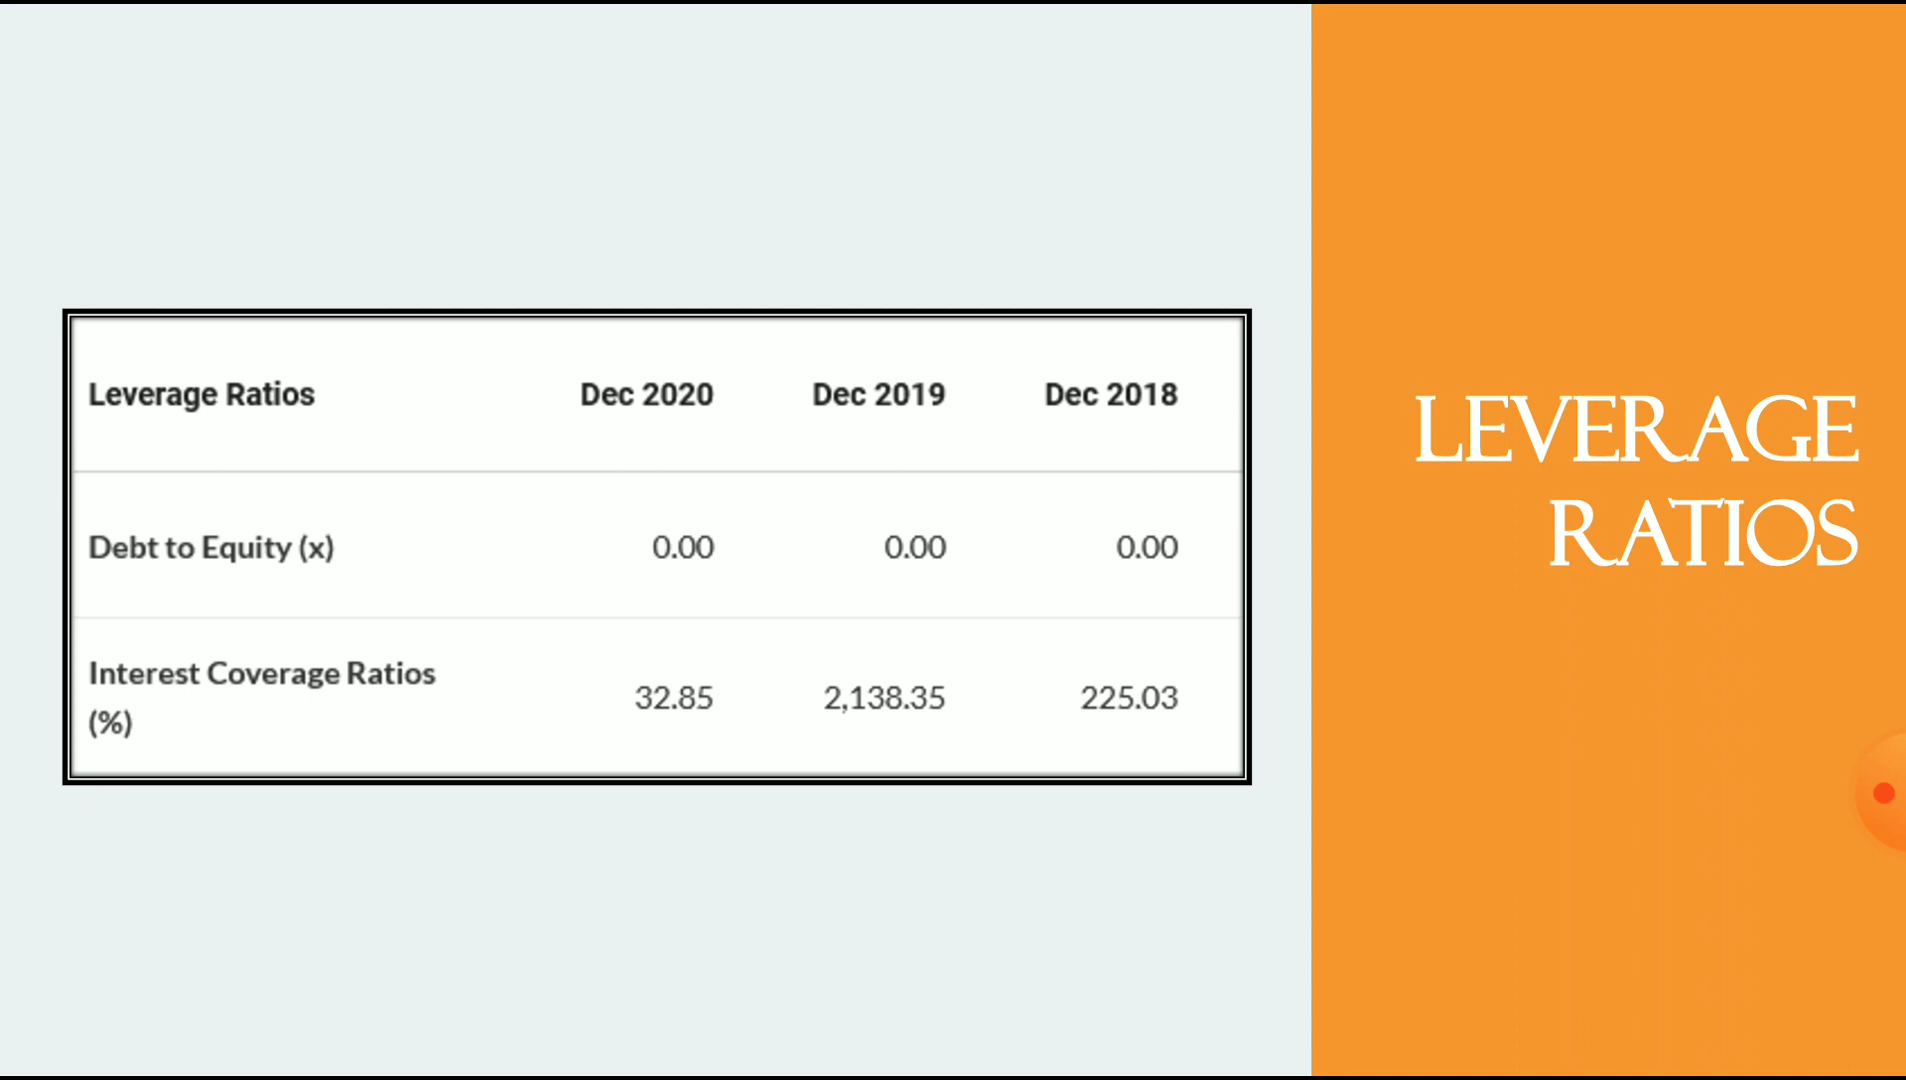 Leverage Ratios Dec 2020 Dec 2019 Dec 2018
Debt to Equity (x) 0.00 0.00 0.00
Interest Coverage Ratios
(%) 32.85 2,138.35 225.03
LEVERAGE
RATIOS